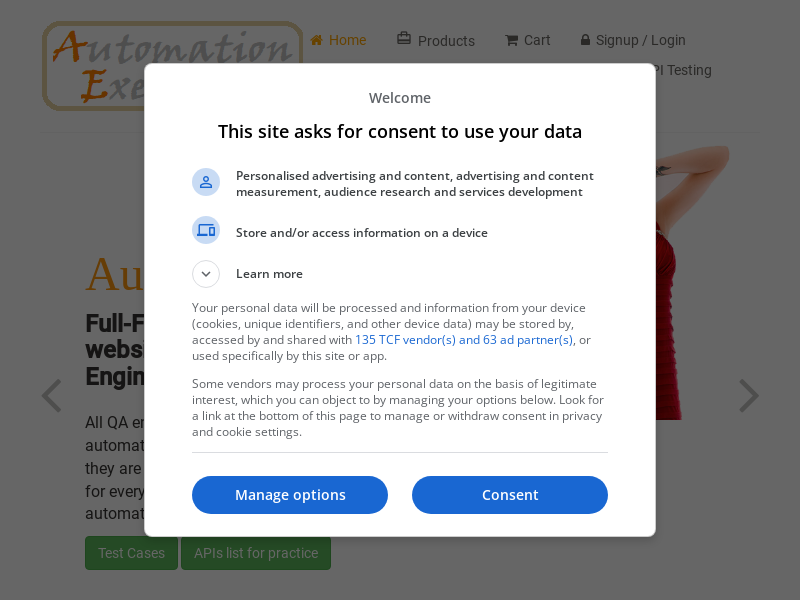 Automation
Home
Products
Cart
Signup / Login
PI Testing
Welcome
This site asks for consent to use your data
Personalised advertising and content, advertising and content
measurement, audience research and services development
Store and/or access information on a device
Learn more
Your personal data will be processed and information from your device
(cookies, unique identifiers, and other device data) may be stored by,
accessed by and shared with 135 TCF vendor(s) and 63 ad partner(s), or
used specifically by this site or app.
Some vendors may process your personal data on the basis of legitimate
interest, which you can object to by managing your options below. Look for
a link at the bottom of this page to manage or withdraw consent in privacy
and cookie settings.
Manage options
Consent
Au
Full-F
websi
Engin
All QA en
automat
they are
for every
automat
Test Cases
APIs list for practice